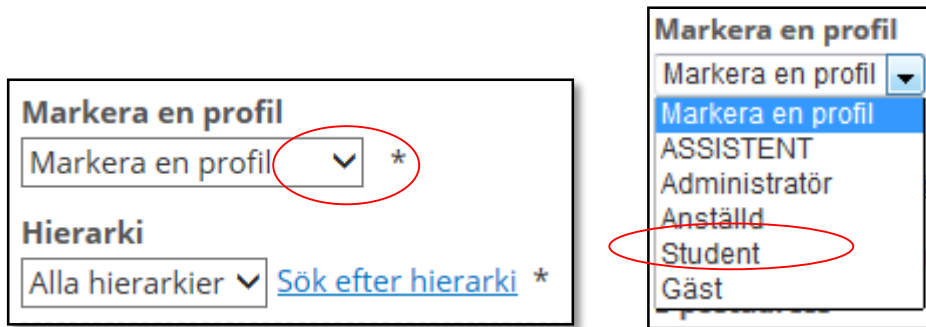 Markera en profil
Markera en profil *
Hierarki
Alla hierarkier Sök efter hierarki *
Markera en profil
Markera en profil
Markera en profil
ASSISTENT
Administratör
Anställd
Student
Gäst